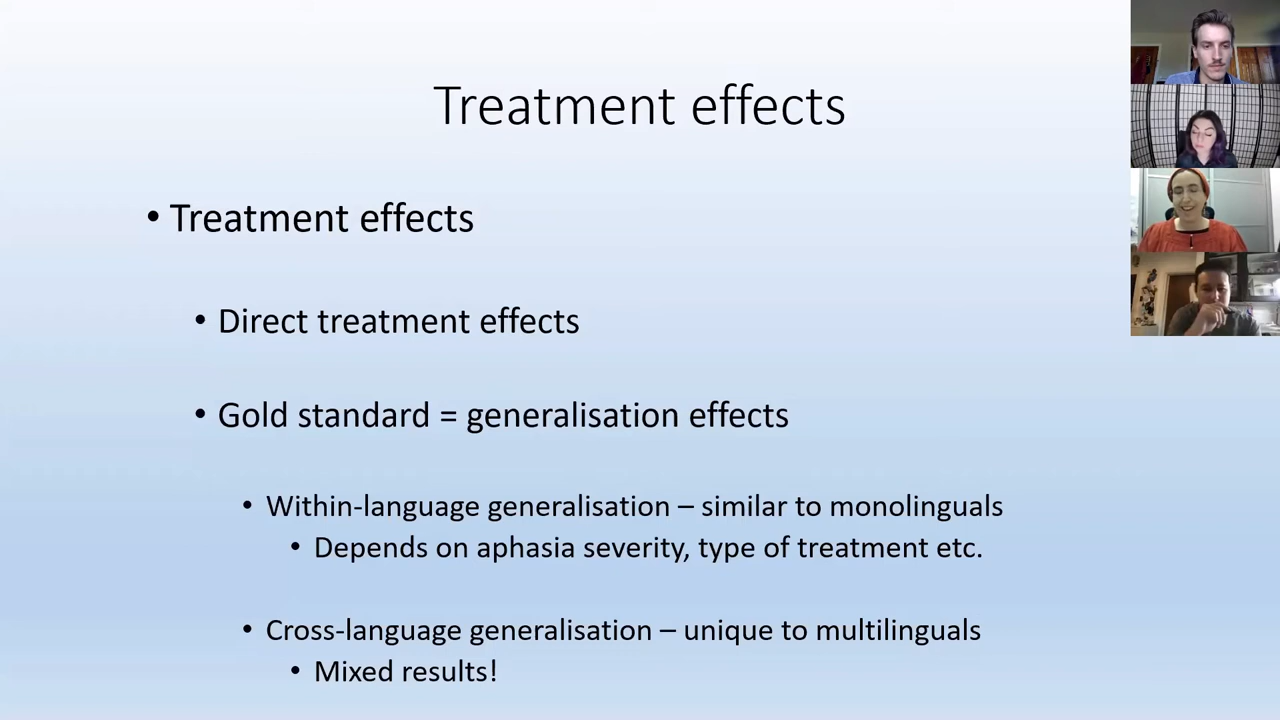 Treatment effects
• Treatment effects
• Direct treatment effects
• Gold standard = generalisation effects
• Within-language generalisation – similar to monolinguals
• Depends on aphasia severity, type of treatment etc.
• Cross-language generalisation – unique to multilinguals
• Mixed results!